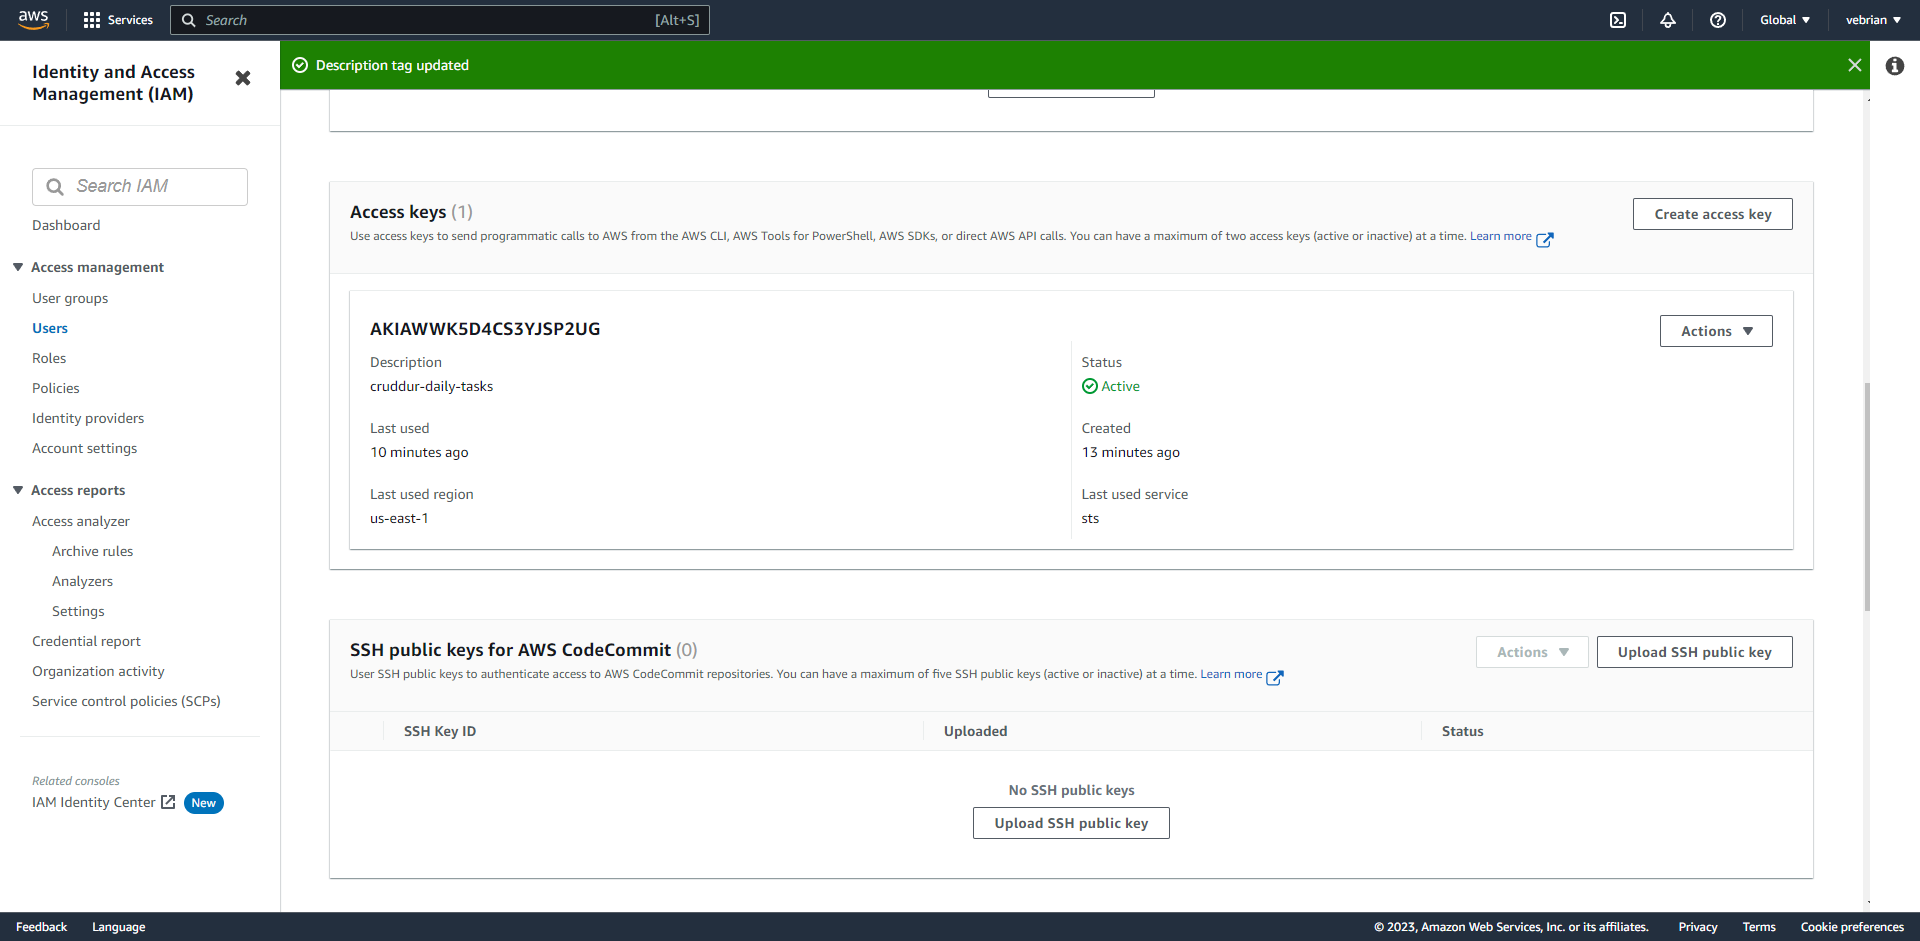 aws
Services
Search
[Alt+S]
Global
vebrian
Identity and Access
Management (IAM)
Description tag updated
Search IAM
Dashboard
Access management
User groups
Users
Roles
Policies
Identity providers
Account settings
Access reports
Access analyzer
Archive rules
Analyzers
Settings
Credential report
Organization activity
Service control policies (SCPs)
Related consoles
IAM Identity Center
New
Access keys (1)
Create access key
Use access keys to send programmatic calls to AWS from the AWS CLI, AWS Tools for PowerShell, AWS SDKs, or direct AWS API calls. You can have a maximum of two access keys (active or inactive) at a time. Learn more
AKIAWWK5D4CS3YJSP2UG
Actions
Description
cruddur-daily-tasks
Status
Active
Last used
10 minutes ago
Created
13 minutes ago
Last used region
us-east-1
Last used service
sts
SSH public keys for AWS CodeCommit (0)
Actions
Upload SSH public key
User SSH public keys to authenticate access to AWS CodeCommit repositories. You can have a maximum of five SSH public keys (active or inactive) at a time. Learn more
SSH Key ID
Uploaded
Status
No SSH public keys
Upload SSH public key
Feedback
Language
© 2023, Amazon Web Services, Inc. or its affiliates.
Privacy
Terms
Cookie preferences